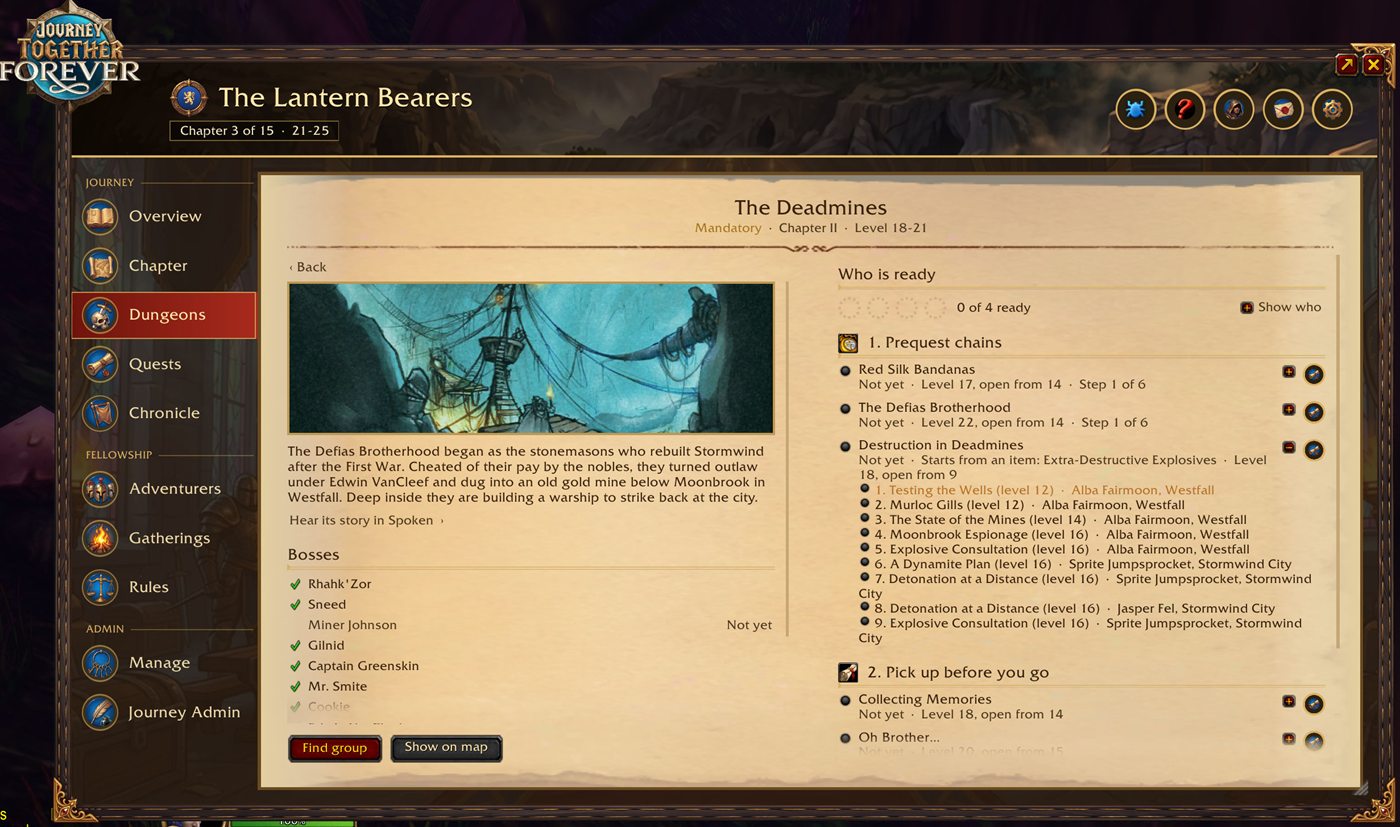 JOURNEY
TOGETHER
FOREVER
The Lantern Bearers
Chapter 3 of 15 · 21-25
JOURNEY
Overview
Chapter
Dungeons
Quests
Chronicle
FELLOWSHIP
Adventurers
Gatherings
Rules
ADMIN
Manage
Journey Admin
The Deadmines
Mandatory · Chapter II · Level 18-21
‹ Back
The Defias Brotherhood began as the stonemasons who rebuilt Stormwind
after the First War. Cheated of their pay by the nobles, they turned outlaw
under Edwin VanCleef and dug into an old gold mine below Moonbrook in
Westfall. Deep inside they are building a warship to strike back at the city.
Hear its story in Spoken ›
Bosses
Rhahk'Zor
Sneed
Miner Johnson Not yet
Gilnid
Captain Greenskin
Mr. Smite
Cookie
Find group
Show on map
Who is ready
0 of 4 ready
Show who
1. Prequest chains
Red Silk Bandanas
Not yet · Level 17, open from 14 · Step 1 of 6
The Defias Brotherhood
Not yet · Level 22, open from 14 · Step 1 of 6
Destruction in Deadmines
Not yet · Starts from an item: Extra-Destructive Explosives · Level
18, open from 9
1. Testing the Wells (level 12) · Alba Fairmoon, Westfall
2. Murloc Gills (level 12) · Alba Fairmoon, Westfall
3. The State of the Mines (level 14) · Alba Fairmoon, Westfall
4. Moonbrook Espionage (level 16) · Alba Fairmoon, Westfall
5. Explosive Consultation (level 16) · Alba Fairmoon, Westfall
6. A Dynamite Plan (level 16) · Sprite Jumpsprocket, Stormwind City
7. Detonation at a Distance (level 16) · Sprite Jumpsprocket, Stormwind
City
8. Detonation at a Distance (level 16) · Jasper Fel, Stormwind City
9. Explosive Consultation (level 16) · Sprite Jumpsprocket, Stormwind
City
2. Pick up before you go
Collecting Memories
Not yet · Level 18, open from 14
Oh Brother...
Not yet · Level 20, open from 15
S
100%